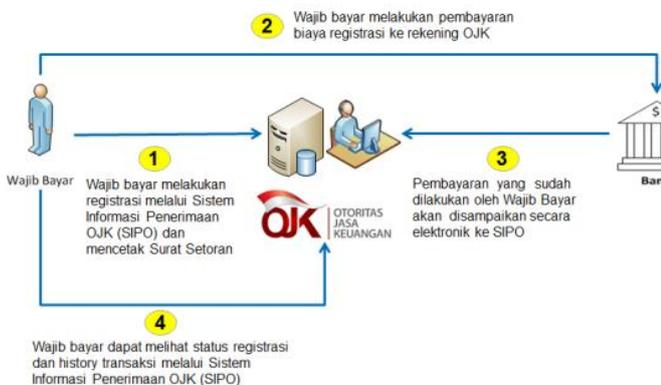 2
Wajib bayar melakukan pembayaran
biaya registrasi ke rekening OJK
Wajib Bayar
1
Wajib bayar melakukan
registrasi melalui Sistem
Informasi Penerimaan
OJK (SIPO) dan
mencetak Surat Setoran
OJK
OTORITAS
JASA
KEUANGAN
3
Pembayaran yang sudah
dilakukan oleh Wajib Bayar
akan disampaikan secara
elektronik ke SIPO
$
Ban
4
Wajib bayar dapat melihat status registrasi
dan history transaksi melalui Sistem
Informasi Penerimaan OJK (SIPO)